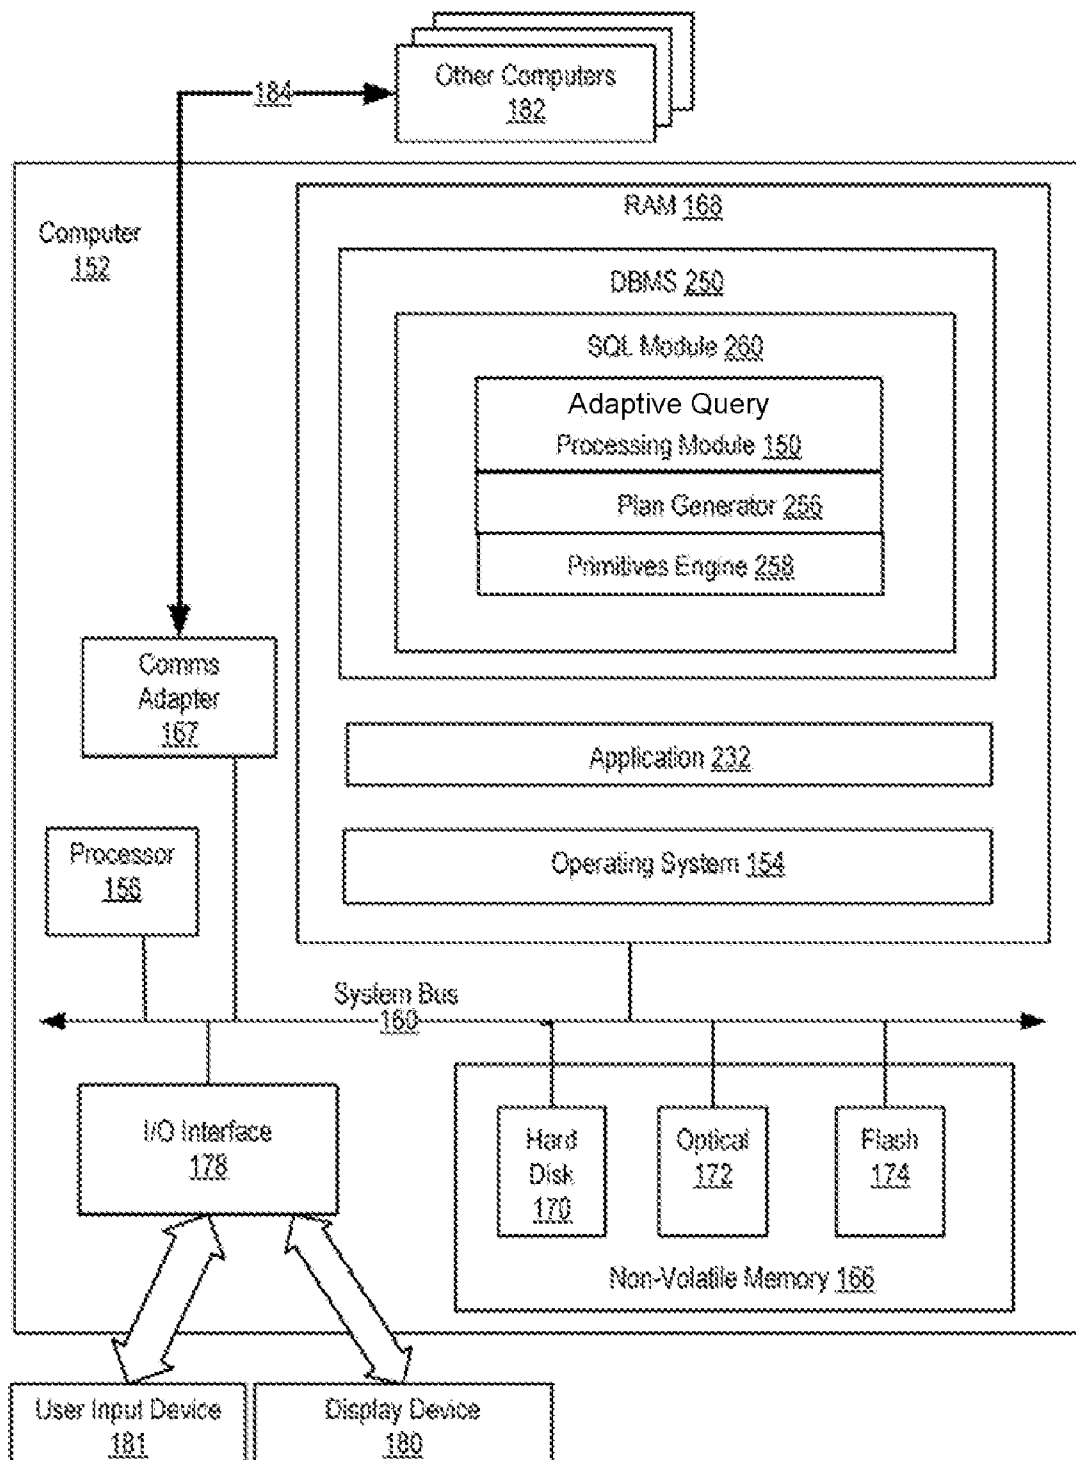 Other Computers
182
184
RAM 168
Computer
152
DBMS 250
SQL Module 260
Adaptive Query
Processing Module 150
Plan Generator 256
Primitives Engine 258
Comms
Adapter
167
Application 232
Processor
156
Operating System 154
System Bus
160
I/O Interface
178
Hard
Disk
170
Optical
172
Flash
174
Non-Volatile Memory 166
User Input Device
181
Display Device
180